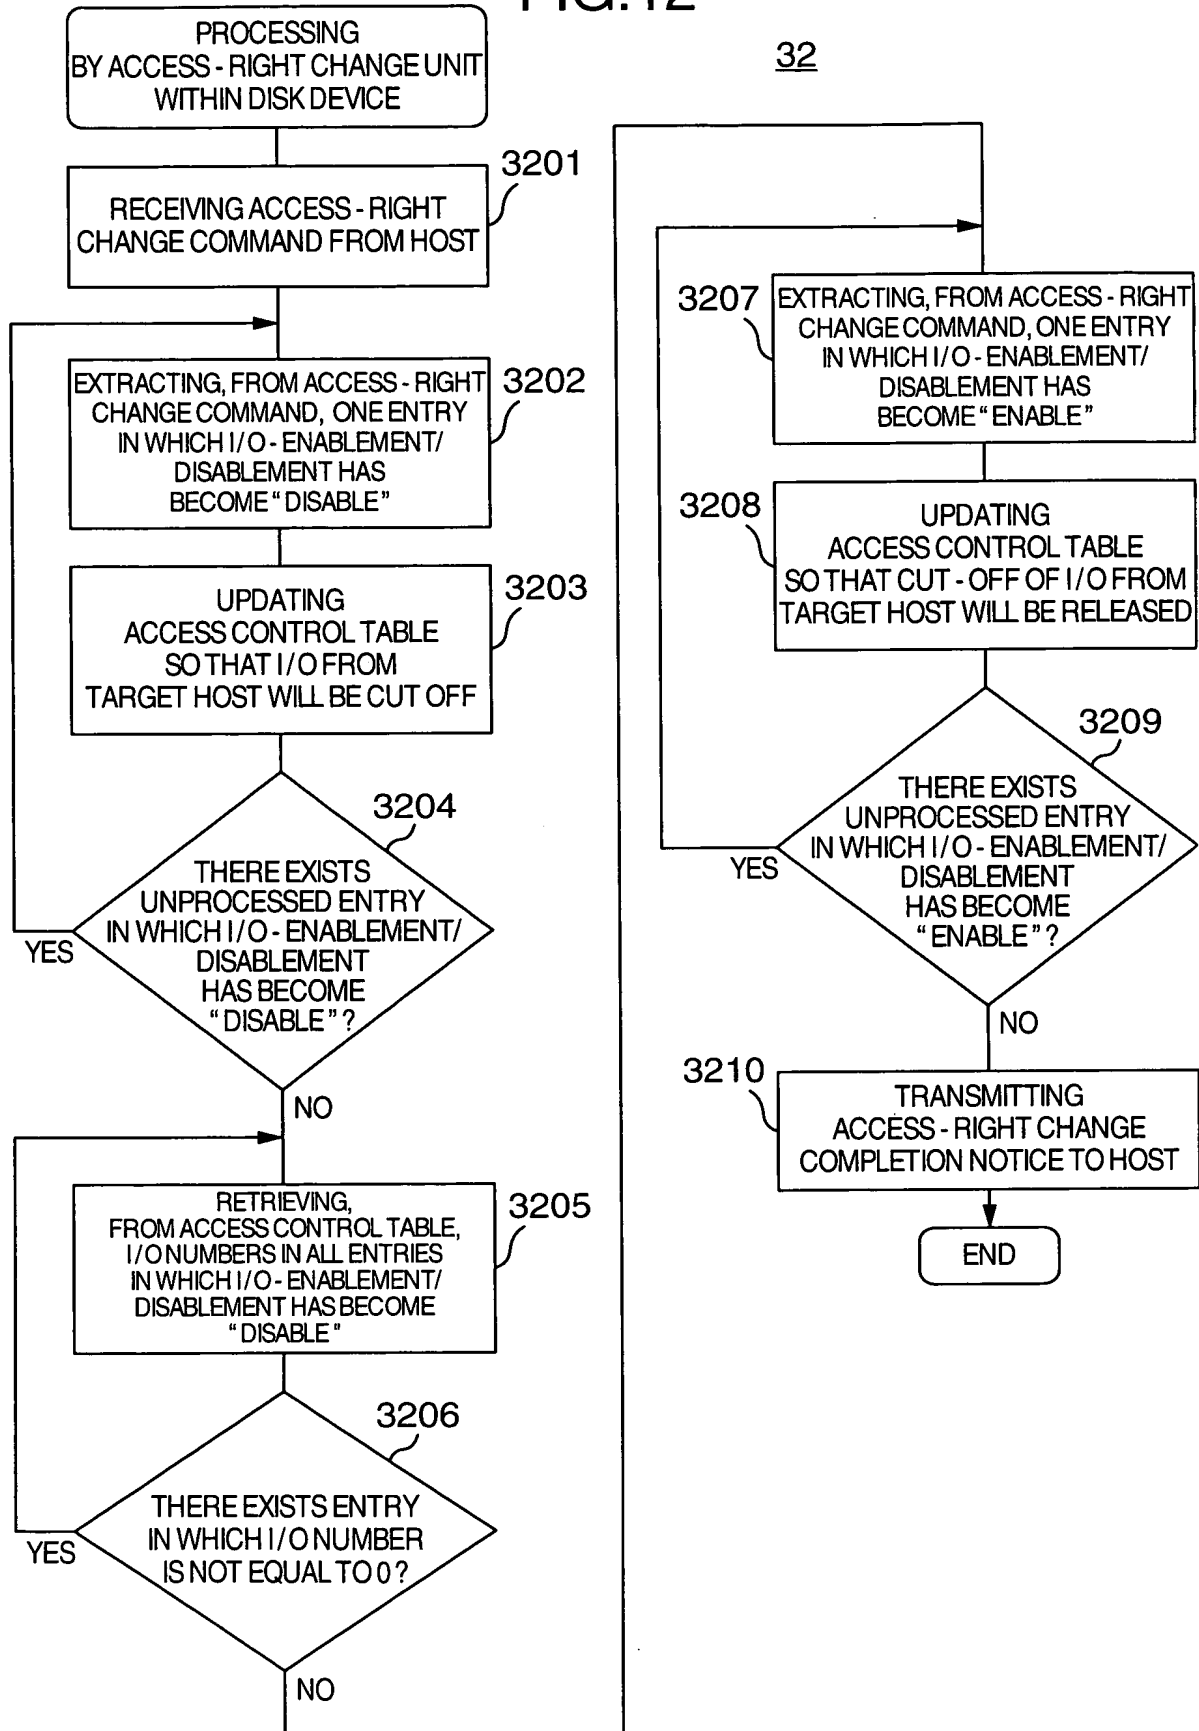 FIG.12
32
PROCESSING
BY ACCESS - RIGHT CHANGE UNIT
WITHIN DISK DEVICE
3201
RECEIVING ACCESS - RIGHT
CHANGE COMMAND FROM HOST
3202
EXTRACTING, FROM ACCESS - RIGHT
CHANGE COMMAND, ONE ENTRY
IN WHICH I/O - ENABLEMENT/
DISABLEMENT HAS
BECOME "DISABLE"
3203
UPDATING
ACCESS CONTROL TABLE
SO THAT I/O FROM
TARGET HOST WILL BE CUT OFF
3204
THERE EXISTS
UNPROCESSED ENTRY
IN WHICH I/O - ENABLEMENT/
DISABLEMENT
HAS BECOME
"DISABLE"?
YES
NO
3205
RETRIEVING,
FROM ACCESS CONTROL TABLE,
I/O NUMBERS IN ALL ENTRIES
IN WHICH I/O - ENABLEMENT/
DISABLEMENT HAS BECOME
"DISABLE"
3206
THERE EXISTS ENTRY
IN WHICH I/O NUMBER
IS NOT EQUAL TO 0?
YES
NO
3207
EXTRACTING, FROM ACCESS - RIGHT
CHANGE COMMAND, ONE ENTRY
IN WHICH I/O - ENABLEMENT/
DISABLEMENT HAS
BECOME "ENABLE"
3208
UPDATING
ACCESS CONTROL TABLE
SO THAT CUT - OFF OF I/O FROM
TARGET HOST WILL BE RELEASED
3209
THERE EXISTS
UNPROCESSED ENTRY
IN WHICH I/O - ENABLEMENT/
DISABLEMENT
HAS BECOME
"ENABLE"?
YES
NO
3210
TRANSMITTING
ACCESS - RIGHT CHANGE
COMPLETION NOTICE TO HOST
END